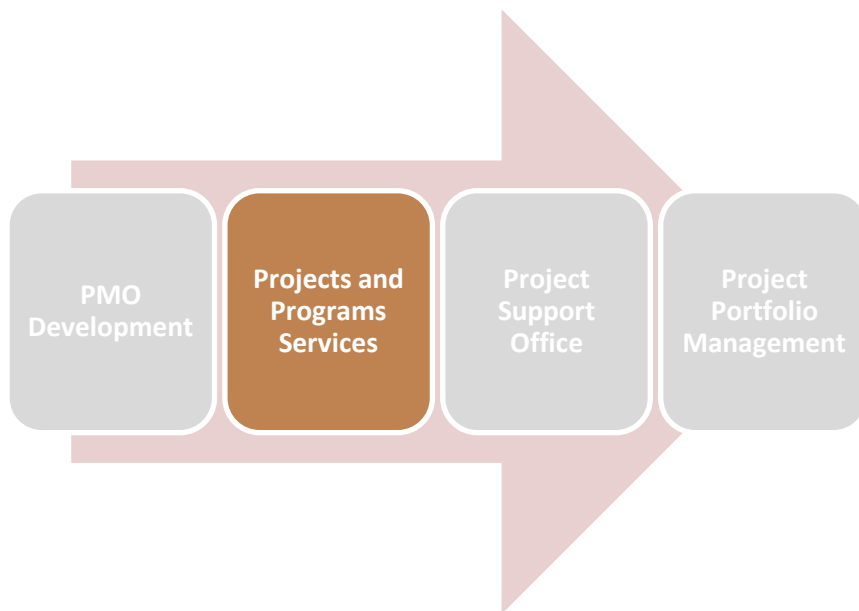 PMO
Development
Projects and
Programs
Services
Project
Support
Office
Project
Portfolio
Management